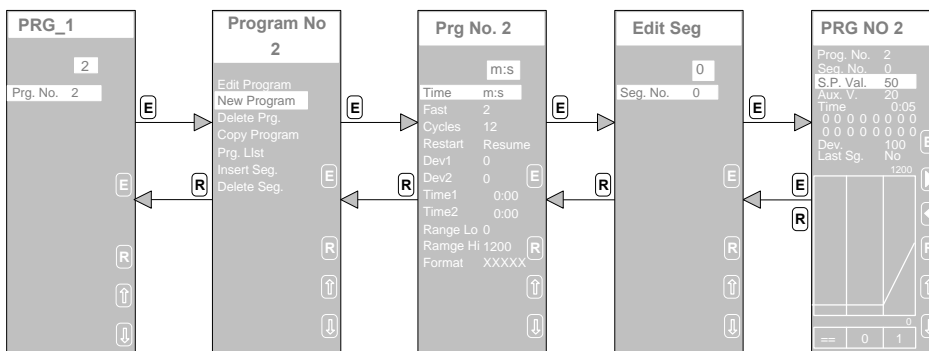 PRG_1
2
Prg. No. 2
E
R
E
R
Program No
2
Edit Program
New Program
Delete Prg.
Copy Program
Prg. LIst
Insert Seg.
Delete Seg.
E
R
E
R
Prg No. 2
m:s
Time m:s
Fast 2
Cycles 12
Restart Resume
Dev1 0
Dev2 0
Time1 0:00
Time2 0:00
Range Lo 0
Ramge Hi 1200
Format XXXXX
E
R
E
R
Edit Seg
0
Seg. No. 0
E
R
E
E
R
PRG NO 2
Prog. No. 2
Seg. No. 0
S.P. Val. 50
Aux. V. 20
Time 0:05
0 0 0 0 0 0 0 0
0 0 0 0 0 0 0 0
Dev. 100
Last Sg. No
1200
0
== 0 1